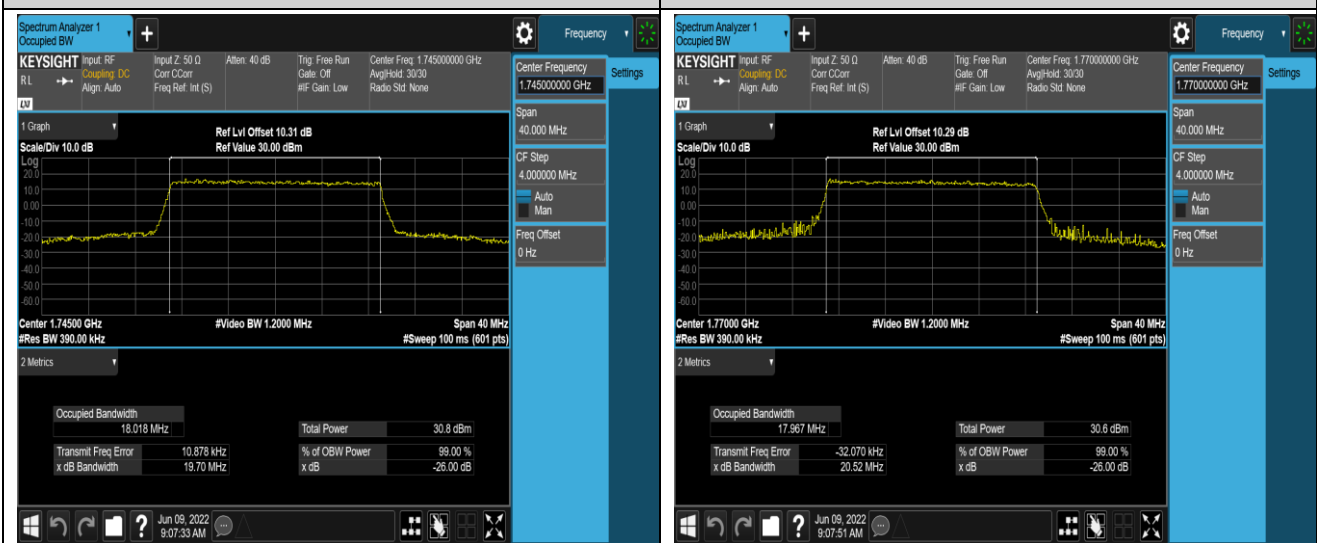 Spectrum Analyzer 1
Occupied BW
Frequency
KEYSIGHT
Input: RF
Coupling: DC
Align: Auto
Input Z: 50 Ω
Corr CCorr
Freq Ref: Int (S)
Atten: 40 dB
Trig: Free Run
Gate: Off
#IF Gain: Low
Center Freq: 1.745000000 GHz
Avg|Hold: 30/30
Radio Std: None
RL
LXI
Center Frequency
1.745000000 GHz
Settings
Span
40.000 MHz
CF Step
4.000000 MHz
Auto
Man
Freq Offset
0 Hz
1 Graph
Ref Lvl Offset 10.31 dB
Scale/Div 10.0 dB
Ref Value 30.00 dBm
Log
20.0
10.0
0.00
-10.0
-20.0
-30.0
-40.0
-50.0
-60.0
Center 1.74500 GHz
#Video BW 1.2000 MHz
Span 40 MHz
#Res BW 390.00 kHz
#Sweep 100 ms (601 pts)
2 Metrics
Occupied Bandwidth
18.018 MHz
Total Power 30.8 dBm
Transmit Freq Error 10.878 kHz
% of OBW Power 99.00 %
x dB Bandwidth 19.70 MHz
x dB -26.00 dB
Jun 09, 2022
9:07:33 AM
Spectrum Analyzer 1
Occupied BW
Frequency
KEYSIGHT
Input: RF
Coupling: DC
Align: Auto
Input Z: 50 Ω
Corr CCorr
Freq Ref: Int (S)
Atten: 40 dB
Trig: Free Run
Gate: Off
#IF Gain: Low
Center Freq: 1.770000000 GHz
Avg|Hold: 30/30
Radio Std: None
RL
LXI
Center Frequency
1.770000000 GHz
Settings
Span
40.000 MHz
CF Step
4.000000 MHz
Auto
Man
Freq Offset
0 Hz
1 Graph
Ref Lvl Offset 10.29 dB
Scale/Div 10.0 dB
Ref Value 30.00 dBm
Log
20.0
10.0
0.00
-10.0
-20.0
-30.0
-40.0
-50.0
-60.0
Center 1.77000 GHz
#Video BW 1.2000 MHz
Span 40 MHz
#Res BW 390.00 kHz
#Sweep 100 ms (601 pts)
2 Metrics
Occupied Bandwidth
17.967 MHz
Total Power 30.6 dBm
Transmit Freq Error -32.070 kHz
% of OBW Power 99.00 %
x dB Bandwidth 20.52 MHz
x dB -26.00 dB
Jun 09, 2022
9:07:51 AM